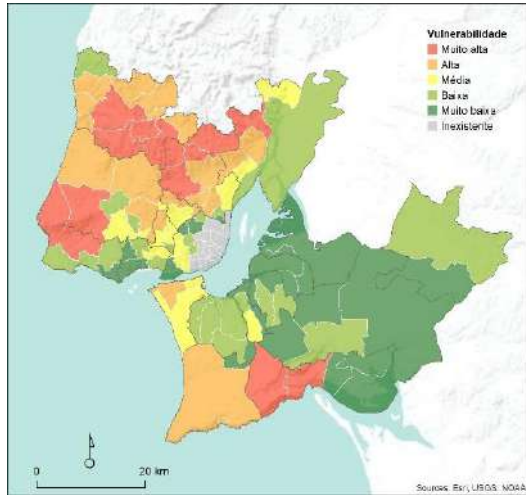 Vulnerabilidade
Muito alta
Alta
Média
Baixa
Muito baixa
Inexistente
0 20 km
Sources: Esri, USGS, NOAA